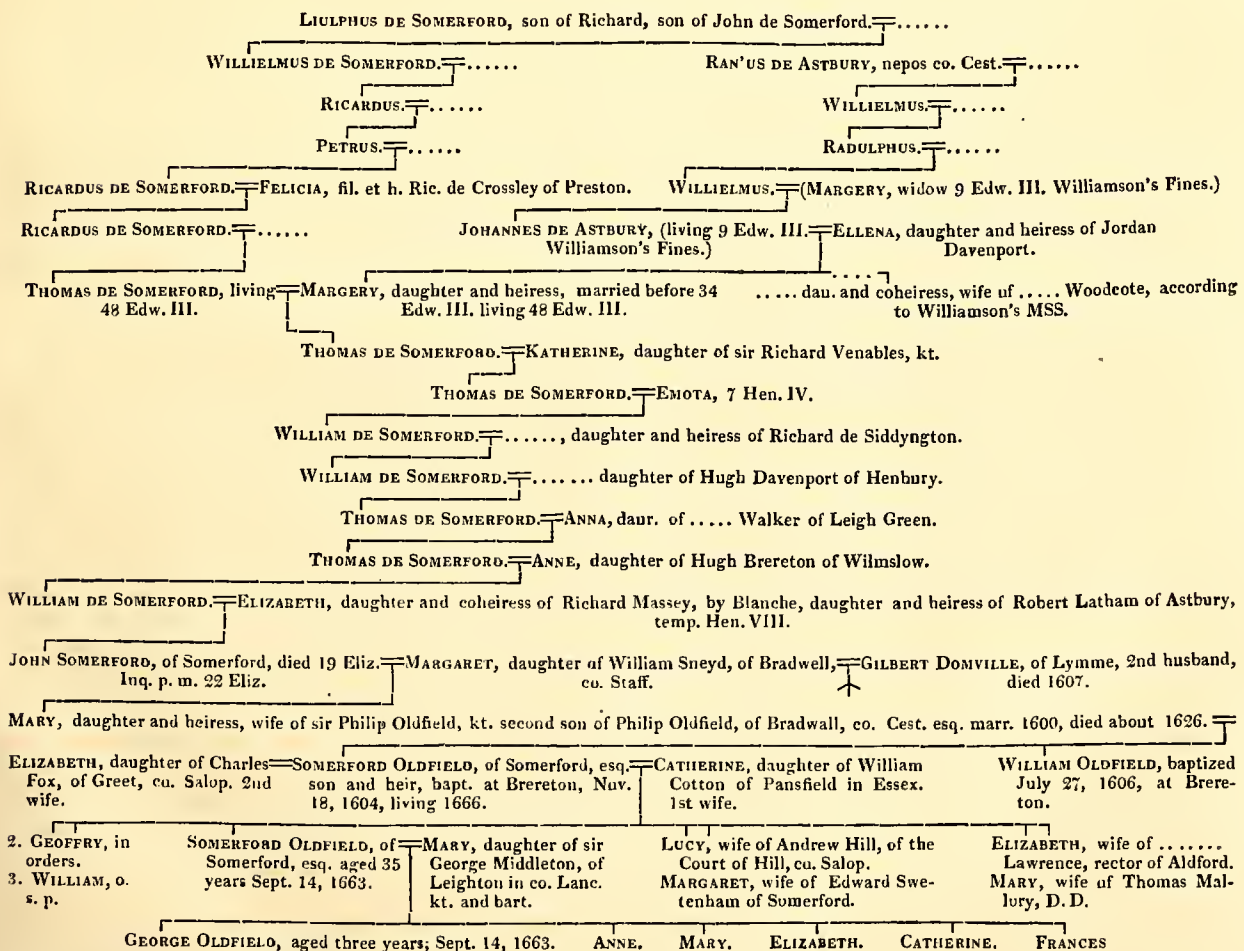 LIULPHUS DE SOMERFORD, son of Richard, son of John de Somerford.......
WILLIELMUS DE SOMERFORD.......
RAN'US DE ASTBURY, nepos co. Cest.......
RICARDUS.......
WILLIELMUS.......
PETRUS.......
RADULPHUS.......
RICARDUS DE SOMERFORD. FELICIA, fil. et h. Ric. de Crossley of Preston.
WILLIELMUS. (MARGERY, widow 9 Edw. III. Williamson's Fines.)
RICARDUS DE SOMERFORD.......
JOHANNES DE ASTBURY, (living 9 Edw. III.
Williamson's Fines.)
ELLENA, daughter and heiress of Jordan
Davenport.
THOMAS DE SOMERFORD, living
48 Edw. III.
MARGERY, daughter and heiress, married before 34
Edw. III. living 48 Edw. III.
....
..... dau. and coheiress, wife of ..... Woodcote, according
to Williamson's MSS.
THOMAS DE SOMERFORD. KATHERINE, daughter of sir Richard Venables, kt.
THOMAS DE SOMERFORD. EMOTA, 7 Hen. IV.
WILLIAM DE SOMERFORD. ......, daughter and heiress of Richard de Siddyngton.
WILLIAM DE SOMERFORD. ....... daughter of Hugh Davenport of Henbury.
THOMAS DE SOMERFORD. ANNA, daur. of ..... Walker of Leigh Green.
THOMAS DE SOMERFORD. ANNE, daughter of Hugh Brereton of Wilmslow.
WILLIAM DE SOMERFORD. ELIZABETH, daughter and coheiress of Richard Massey, by Blanche, daughter and heiress of Robert Latham of Astbury,
temp. Hen. VIII.
JOHN SOMERFORD, of Somerford, died 19 Eliz.
Inq. p. m. 22 Eliz.
MARGARET, daughter of William Sneyd, of Bradwell,
co. Staff.
GILBERT DOMVILLE, of Lymme, 2nd husband,
died 1607.
MARY, daughter and heiress, wife of sir Philip Oldfield, kt. second son of Philip Oldfield, of Bradwall, co. Cest. esq. marr. 1600, died about 1626.
ELIZABETH, daughter of Charles
Fox, of Greet, co. Salop. 2nd
wife.
SOMERFORD OLDFIELD, of Somerford, esq.
son and heir, bapt. at Brereton, Nov.
18, 1604, living 1666.
CATHERINE, daughter of William
Cotton of Pansfield in Essex.
1st wife.
WILLIAM OLDFIELD, baptized
July 27, 1606, at Brere-
ton.
2. GEOFFRY, in
orders.
3. WILLIAM, o.
s. p.
SOMERFORD OLDFIELD, of
Somerford, esq. aged 35
years Sept. 14, 1663.
MARY, daughter of sir
George Middleton, of
Leighton in co. Lanc.
kt. and bart.
LUCY, wife of Andrew Hill, of the
Court of Hill, co. Salop.
MARGARET, wife of Edward Swe-
tenham of Somerford.
ELIZABETH, wife of .......
Lawrence, rector of Aldford.
MARY, wife of Thomas Mal-
lury, D. D.
GEORGE OLDFIELD, aged three years; Sept. 14, 1663. ANNE. MARY. ELIZABETH. CATHERINE. FRANCES